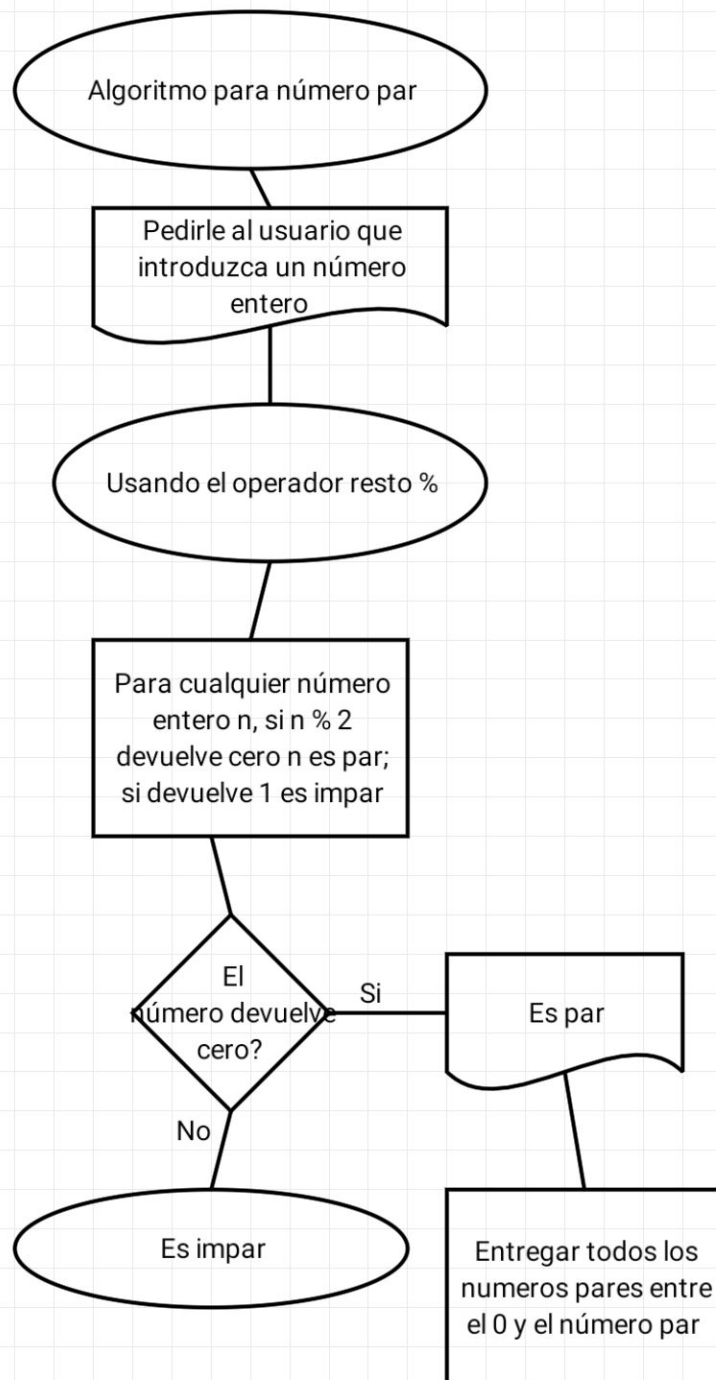 Algoritmo para número par
Pedirle al usuario que
introduzca un número
entero
Usando el operador resto %
Para cualquier número
entero n, si n % 2
devuelve cero n es par;
si devuelve 1 es impar
El
número devuelve
cero?
Si
Es par
No
Es impar
Entregar todos los
numeros pares entre
el 0 y el número par